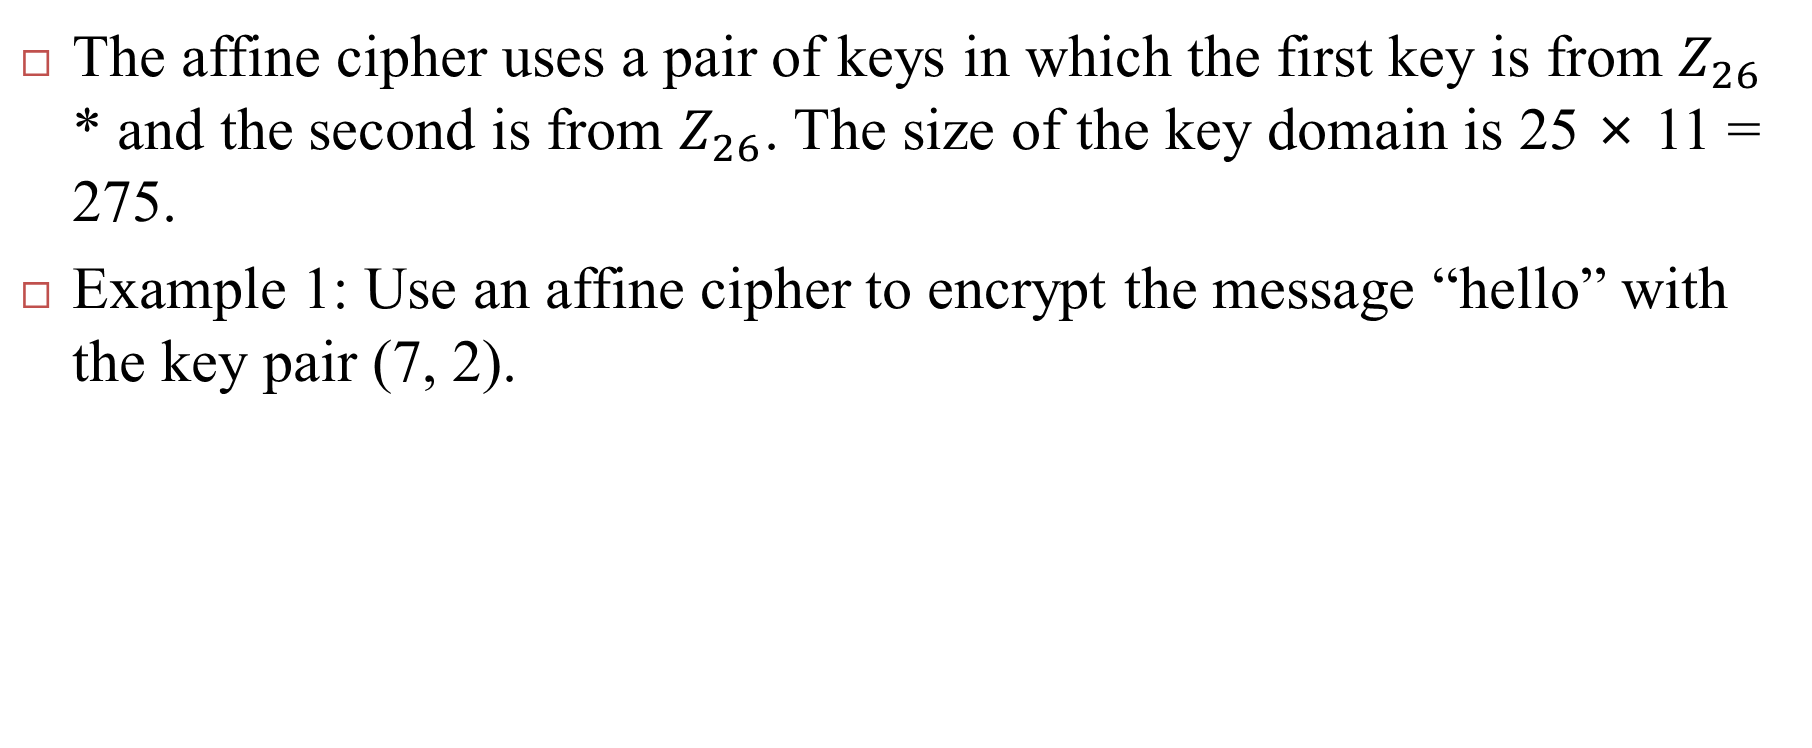 The affine cipher uses a pair of keys in which the first key is from Z₂₆
* and the second is from Z₂₆. The size of the key domain is 25 × 11 =
275.
Example 1: Use an affine cipher to encrypt the message “hello” with
the key pair (7, 2).